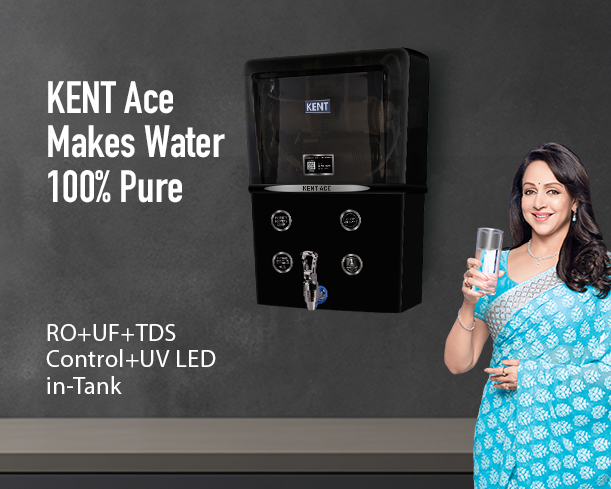 KENT Ace
Makes Water
100% Pure
KENT
KENT ACE
RO+UF+TDS
Control+UV LED
in-Tank